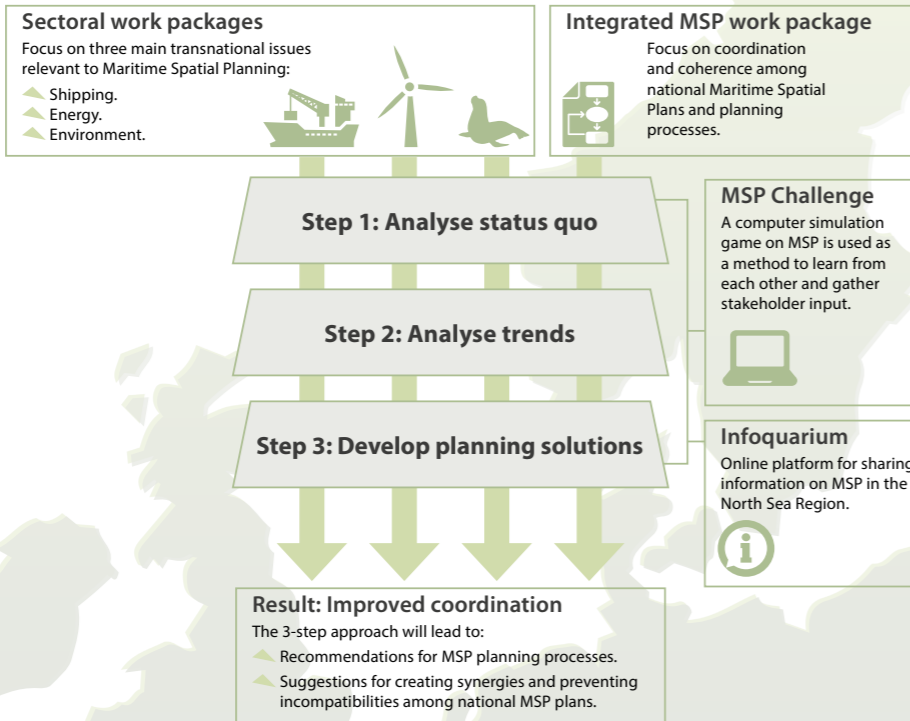 Sectoral work packages
Focus on three main transnational issues
relevant to Maritime Spatial Planning:
Shipping.
Energy.
Environment.
Integrated MSP work package
Focus on coordination
and coherence among
national Maritime Spatial
Plans and planning
processes.
Step 1: Analyse status quo
Step 2: Analyse trends
Step 3: Develop planning solutions
MSP Challenge
A computer simulation
game on MSP is used as
a method to learn from
each other and gather
stakeholder input.
Infoquarium
Online platform for sharing
information on MSP in the
North Sea Region.
i
Result: Improved coordination
The 3-step approach will lead to:
Recommendations for MSP planning processes.
Suggestions for creating synergies and preventing
incompatibilities among national MSP plans.